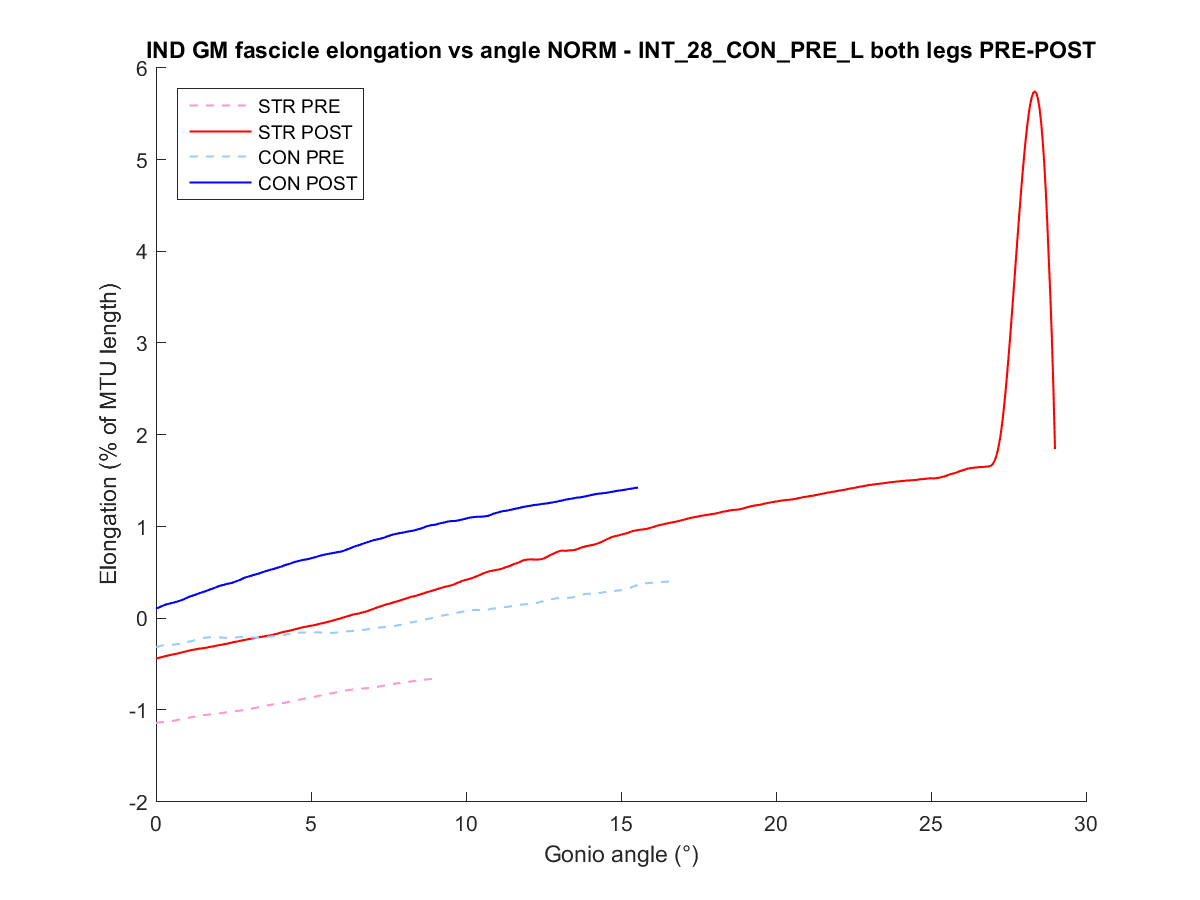 IND GM fascicle elongation vs angle NORM - INT_28_CON_PRE_L both legs PRE-POST
6
5
4
3
2
1
0
-1
-2
Elongation (% of MTU length)
STR PRE
STR POST
CON PRE
CON POST
0 5 10 15 20 25 30
Gonio angle (°)